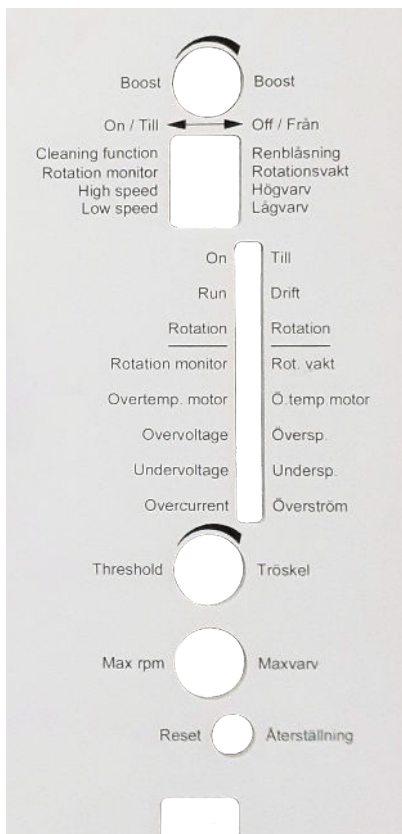 Boost Boost
On / Till Off / Från
Cleaning function Renblåsning
Rotation monitor Rotationsvakt
High speed Högvarv
Low speed Lågvarv
On Till
Run Drift
Rotation Rotation
Rotation monitor Rot. vakt
Overtemp. motor Ö.temp motor
Overvoltage Översp.
Undervoltage Undersp.
Overcurrent Överström
Threshold Tröskel
Max rpm Maxvarv
Reset Återställning